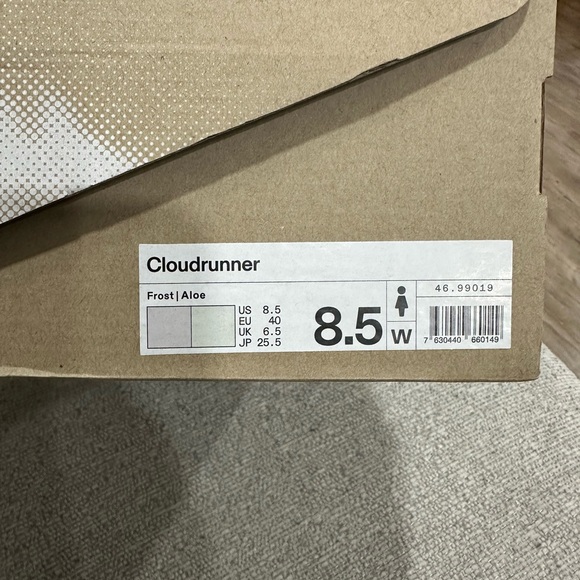 Cloudrunner
Frost | Aloe
US 8.5
EU 40
UK 6.5
JP 25.5
8.5
W
46.99019
7 630440 660149